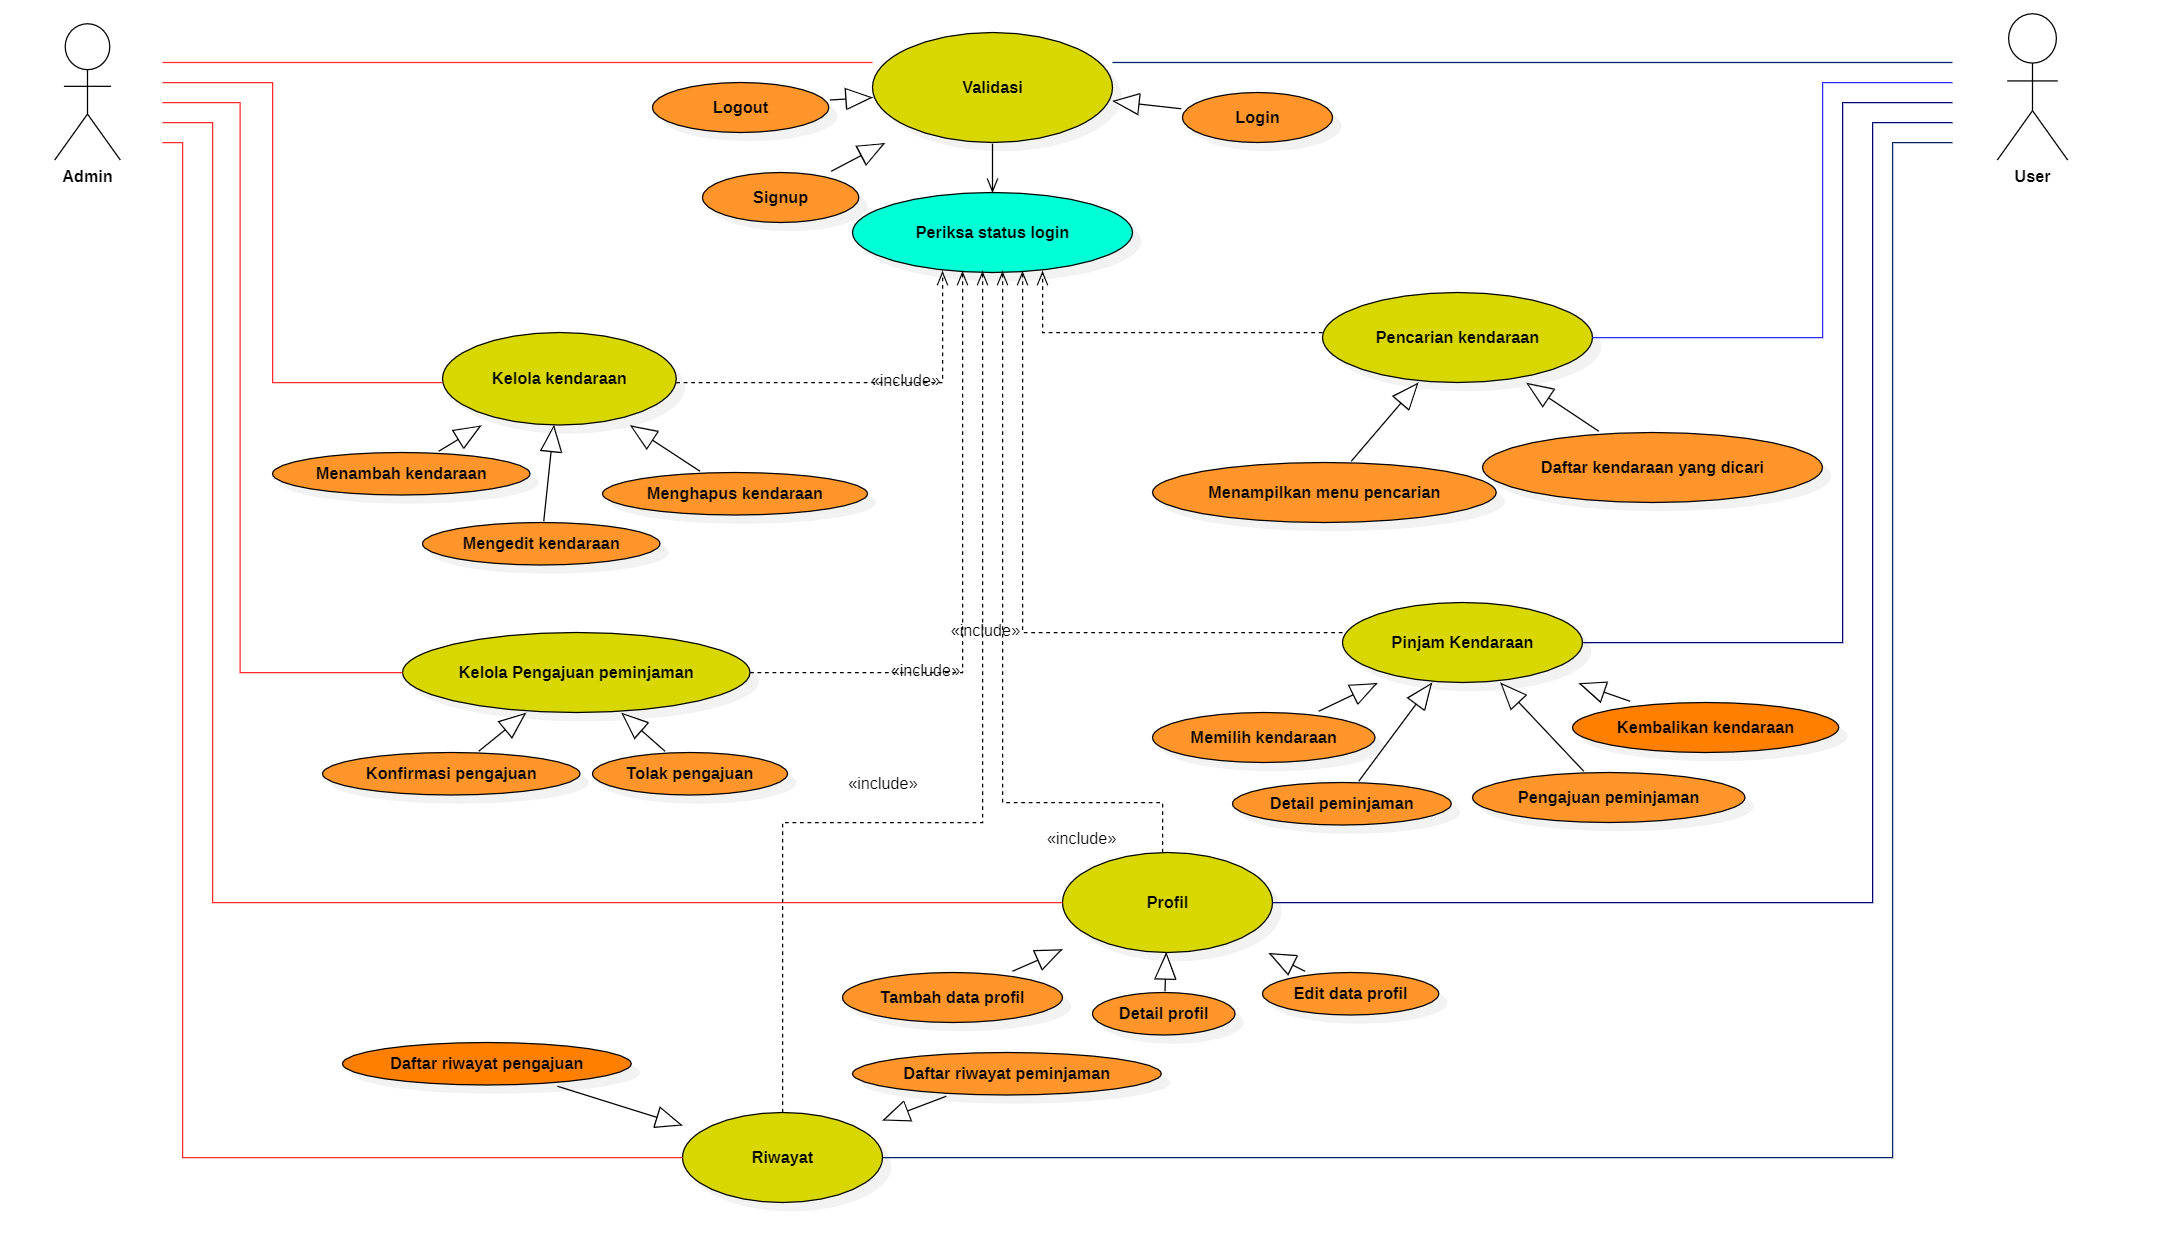 Admin
User
Validasi
Logout
Login
Signup
Periksa status login
Pencarian kendaraan
Kelola kendaraan
«include»
Daftar kendaraan yang dicari
Menambah kendaraan
Menghapus kendaraan
Menampilkan menu pencarian
Mengedit kendaraan
«include»
Pinjam Kendaraan
Kelola Pengajuan peminjaman
«include»
Kembalikan kendaraan
Memilih kendaraan
Konfirmasi pengajuan
Tolak pengajuan
«include»
Detail peminjaman
Pengajuan peminjaman
«include»
Profil
Tambah data profil
Detail profil
Edit data profil
Daftar riwayat pengajuan
Daftar riwayat peminjaman
Riwayat